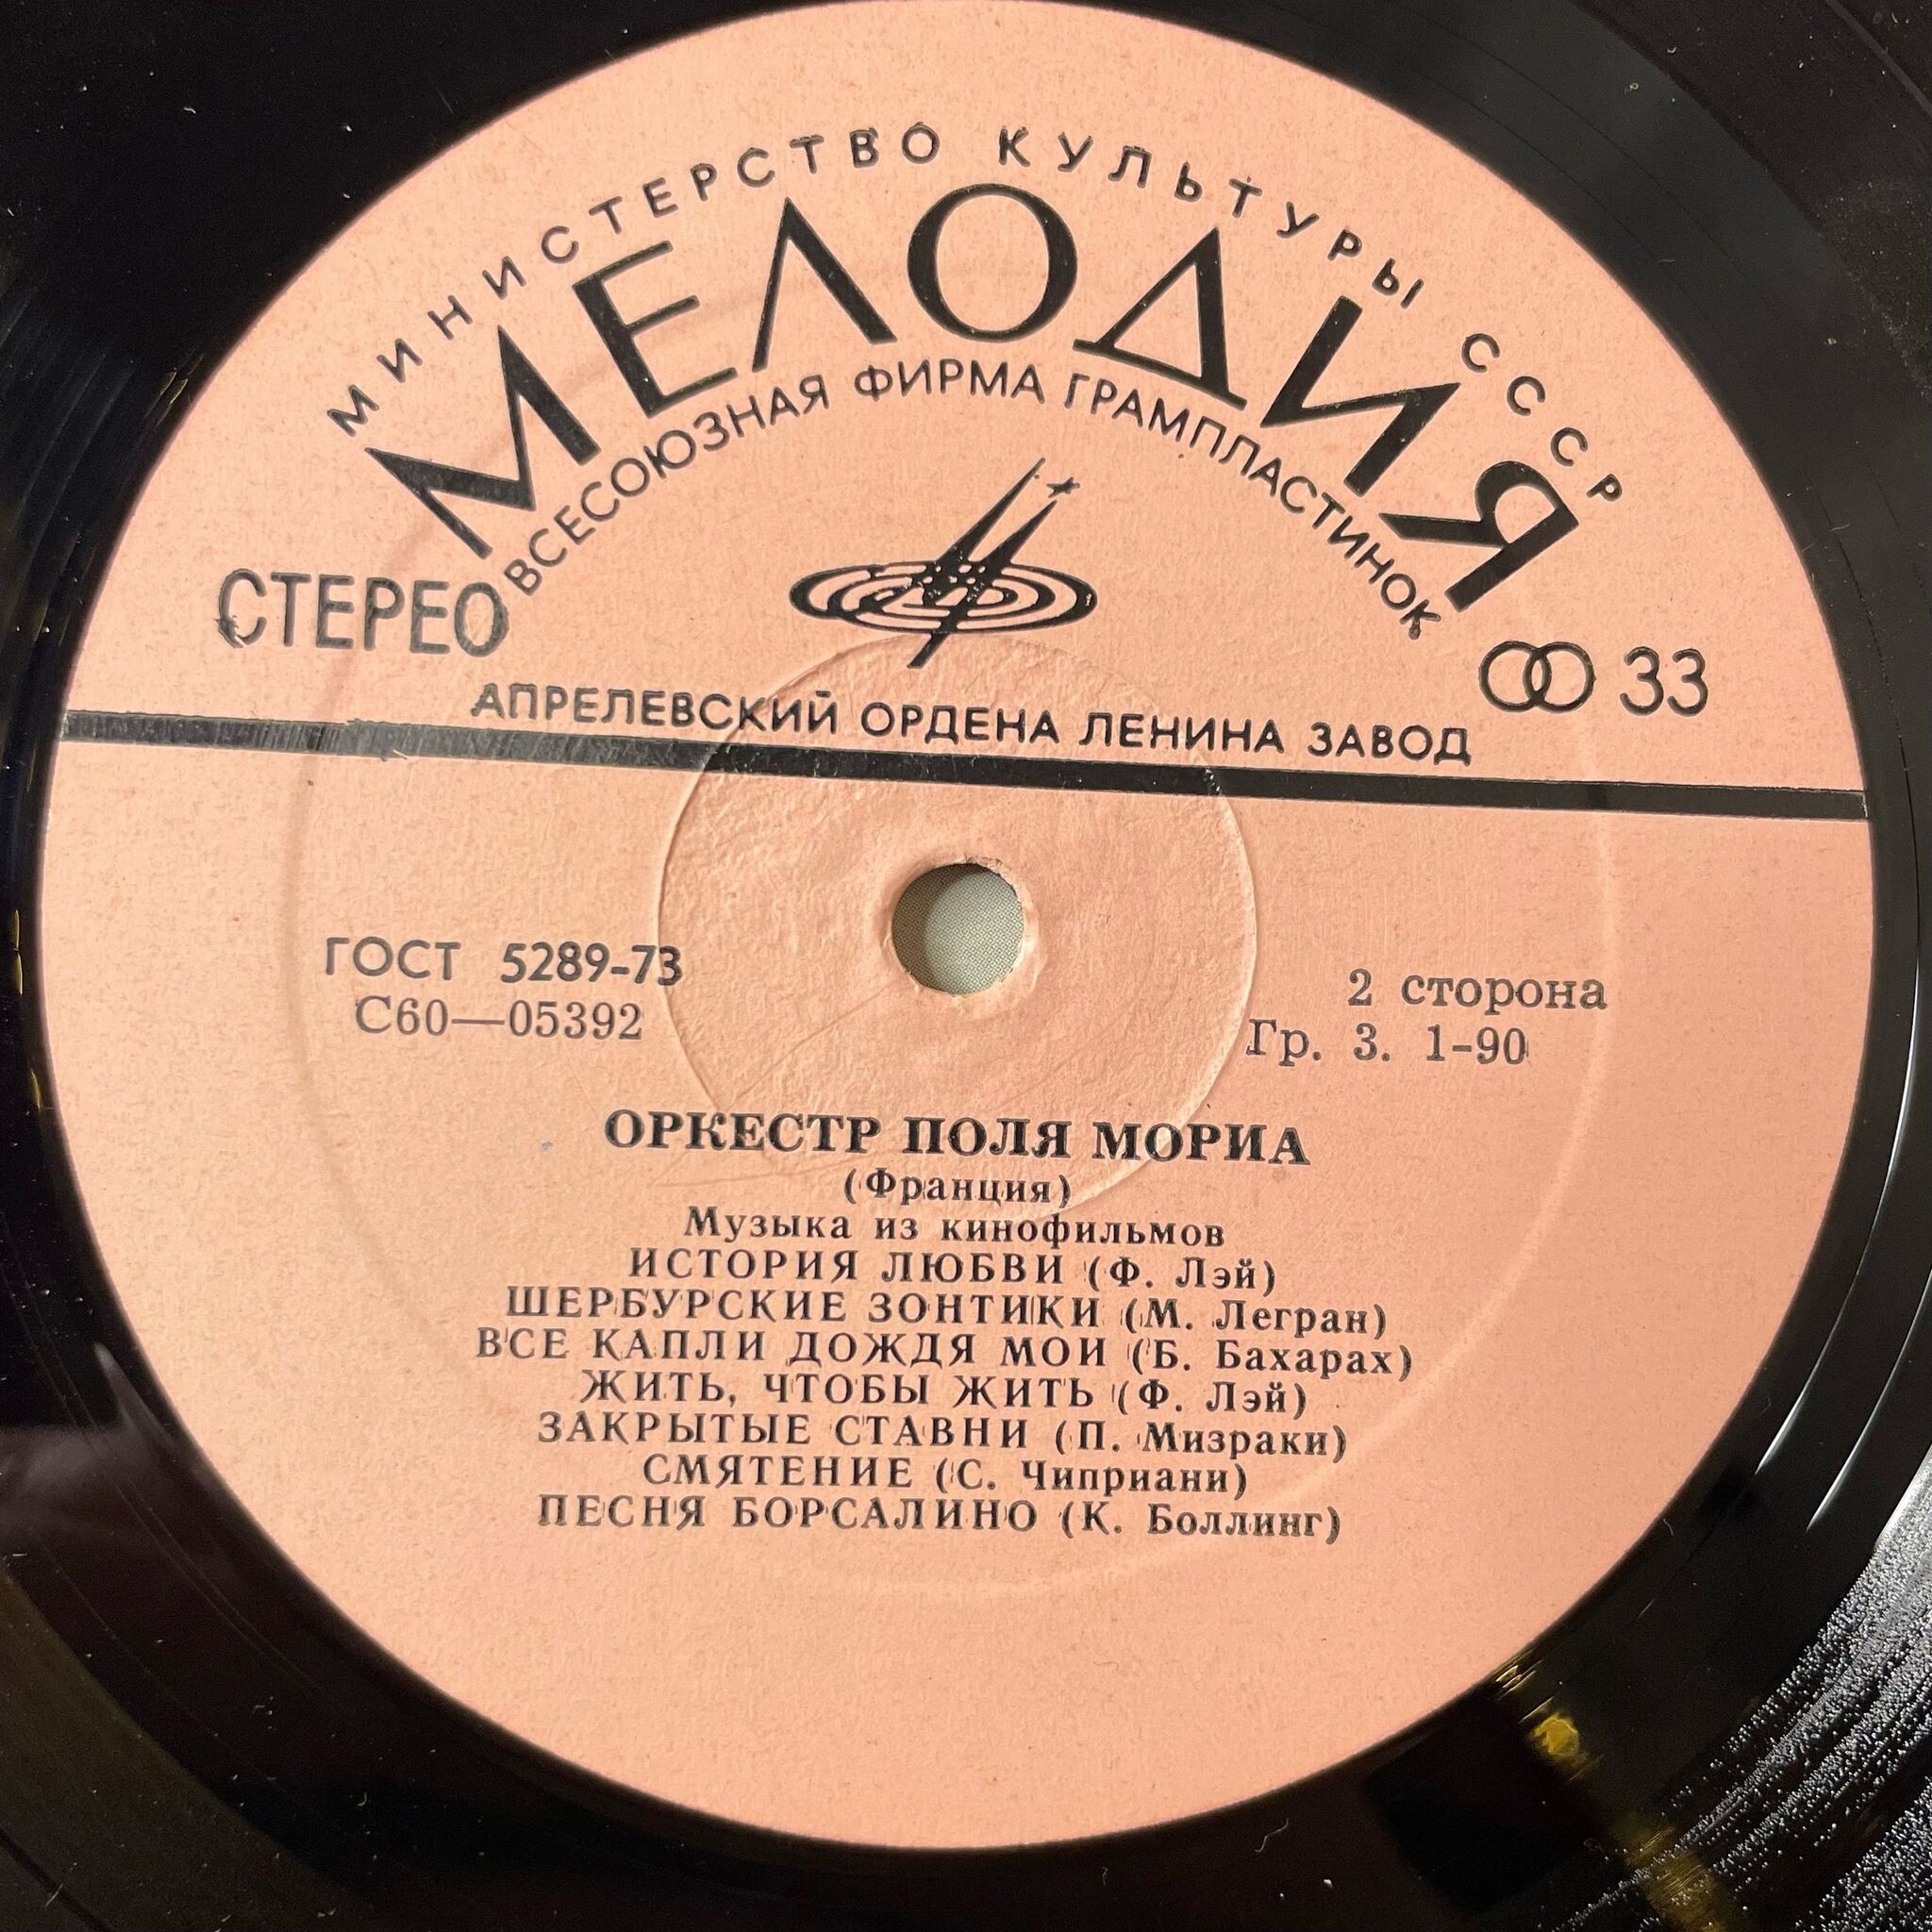 МИНИСТЕРСТВО КУЛЬТУРЫ СССР
МЕЛОДИЯ
ВСЕСОЮЗНАЯ ФИРМА ГРАМПЛАСТИНОК
СТЕРЕО
33
АПРЕЛЕВСКИЙ ОРДЕНА ЛЕНИНА ЗАВОД
ГОСТ 5289-73
С60—05392
2 сторона
Гр. 3. 1-90
ОРКЕСТР ПОЛЯ МОРИА
(Франция)
Музыка из кинофильмов
ИСТОРИЯ ЛЮБВИ (Ф. Лэй)
ШЕРБУРСКИЕ ЗОНТИКИ (М. Легран)
ВСЕ КАПЛИ ДОЖДЯ МОИ (Б. Бахарах)
ЖИТЬ, ЧТОБЫ ЖИТЬ (Ф. Лэй)
ЗАКРЫТЫЕ СТАВНИ (П. Мизраки)
СМЯТЕНИЕ (С. Чиприани)
ПЕСНЯ БОРСАЛИНО (К. Боллинг)